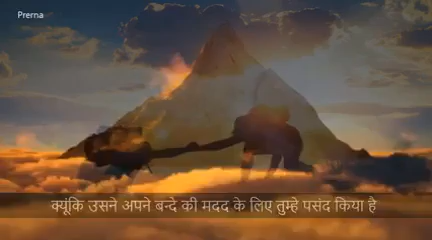 Prerna
क्यूंकि उसने अपने बन्दे की मदद के लिए तुम्हे पसंद किया है